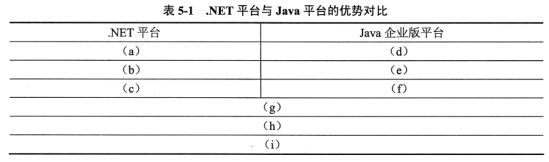 表 5-1 .NET 平台与 Java 平台的优势对比
.NET 平台 Java 企业版平台
(a) (d)
(b) (e)
(c) (f)
(g)
(h)
(i)